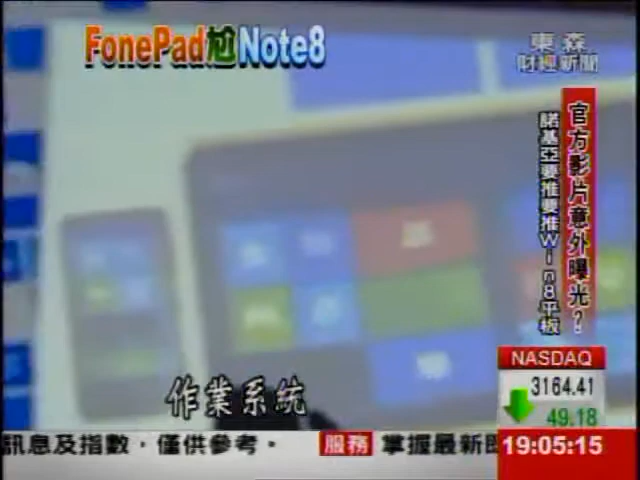 FonePad尬Note8
東森
財經新聞
官方影片意外曝光?
諾基亞要推要推Win8平板
作業系統
NASDAQ
3164.41
49.18
訊息及指數，僅供參考。 服務 掌握最新
19:05:15